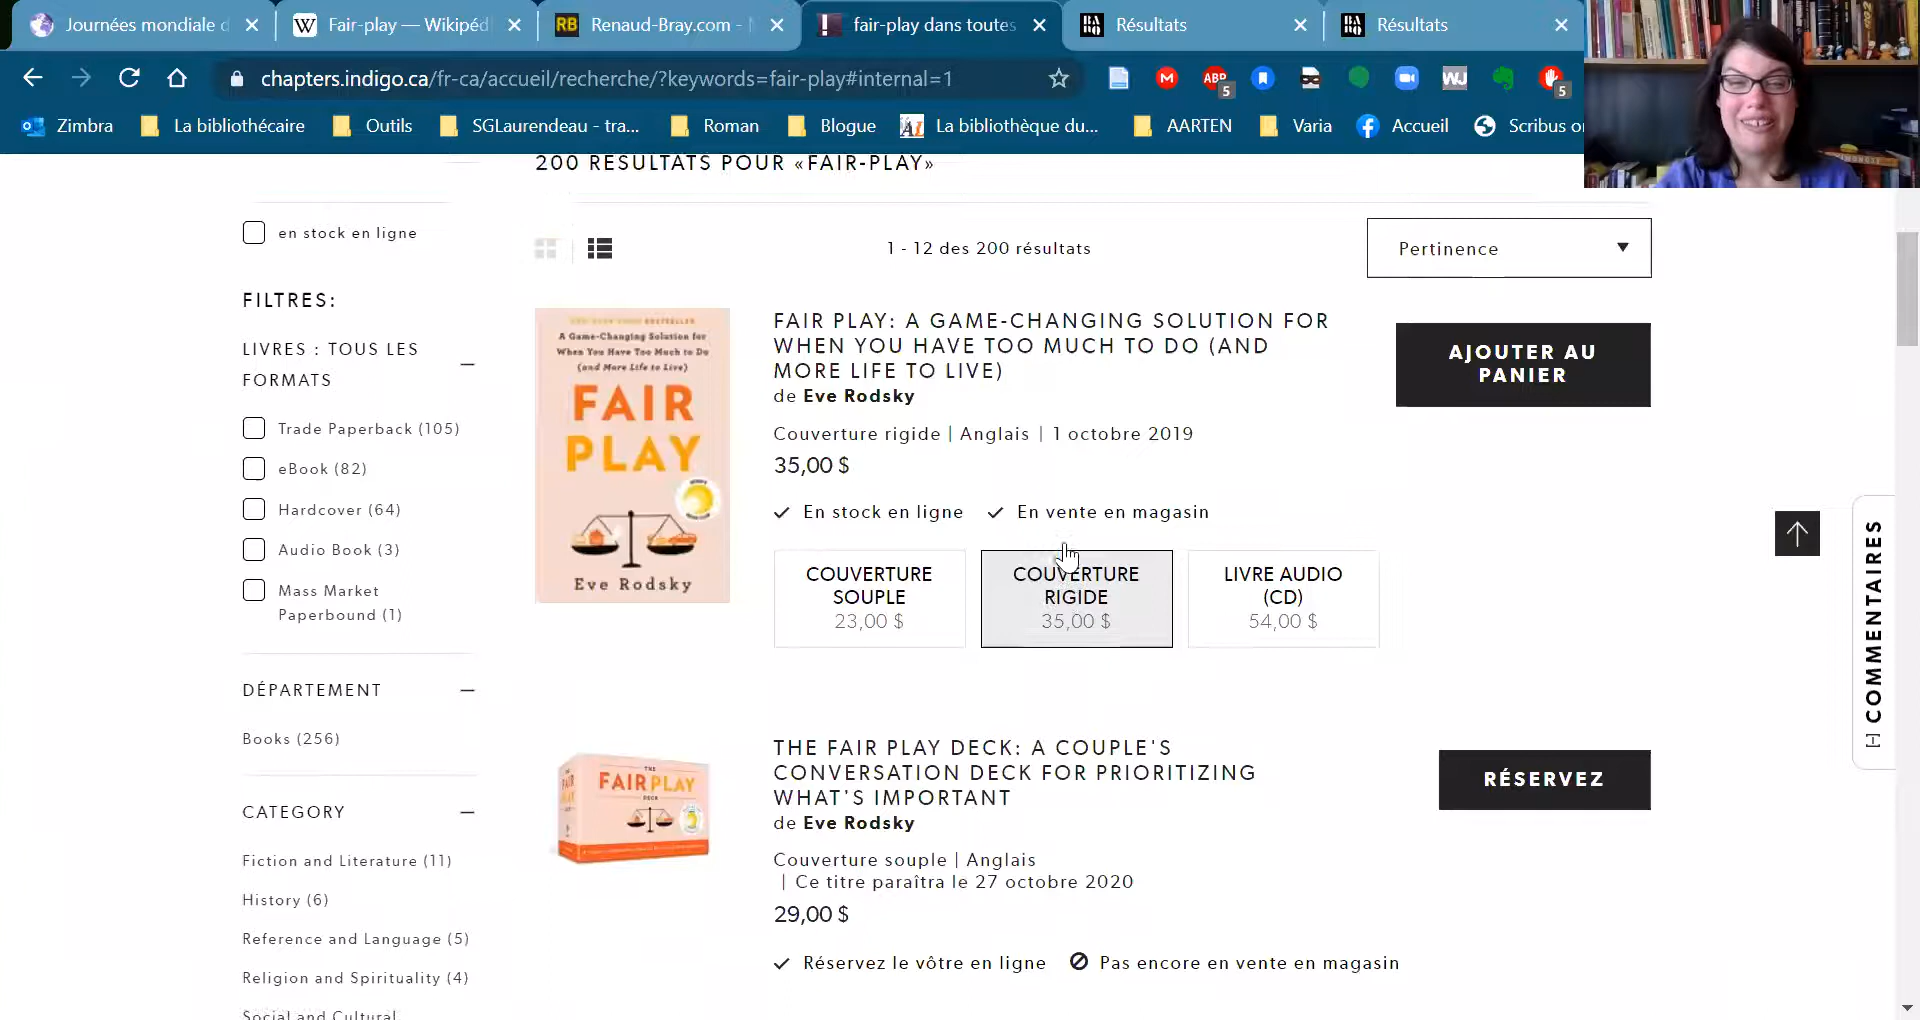 Journées mondiale d
Fair-play — Wikipéd
RB
Renaud-Bray.com -
fair-play dans toutes
Résultats
Résultats
chapters.indigo.ca/fr-ca/accueil/recherche/?keywords=fair-play#internal=1
ABP
5
WJ
5
Zimbra
La bibliothécaire
Outils
SGLaurendeau - tra...
Roman
Blogue
La bibliothèque du...
AARTEN
Varia
Accueil
Scribus
200 RÉSULTATS POUR «FAIR-PLAY»
en stock en ligne
1 - 12 des 200 résultats
Pertinence
FILTRES:
LIVRES : TOUS LES
FORMATS
Trade Paperback (105)
eBook (82)
Hardcover (64)
Audio Book (3)
Mass Market
Paperbound (1)
DÉPARTEMENT
Books (256)
CATEGORY
Fiction and Literature (11)
History (6)
Reference and Language (5)
Religion and Spirituality (4)
Social and Cultural
A Game-Changing Solution for
When You Have Too Much to Do
(and More Life to Live)
FAIR
PLAY
Eve Rodsky
FAIR PLAY: A GAME-CHANGING SOLUTION FOR
WHEN YOU HAVE TOO MUCH TO DO (AND
MORE LIFE TO LIVE)
de Eve Rodsky
Couverture rigide | Anglais | 1 octobre 2019
35,00 $
En stock en ligne
En vente en magasin
COUVERTURE
SOUPLE
23,00 $
COUVERTURE
RIGIDE
35,00 $
LIVRE AUDIO
(CD)
54,00 $
AJOUTER AU
PANIER
THE
FAIR PLAY
DECK
THE FAIR PLAY DECK: A COUPLE'S
CONVERSATION DECK FOR PRIORITIZING
WHAT'S IMPORTANT
de Eve Rodsky
Couverture souple | Anglais
| Ce titre paraîtra le 27 octobre 2020
29,00 $
Réservez le vôtre en ligne
Pas encore en vente en magasin
RÉSERVEZ
[-] COMMENTAIRES